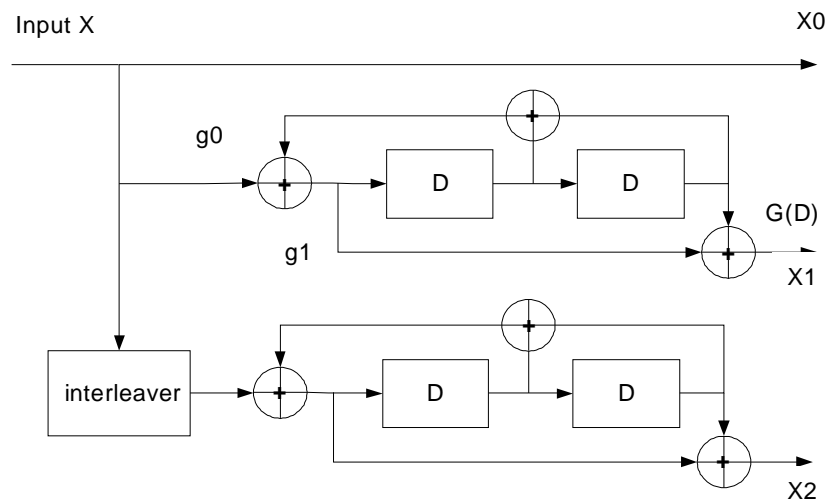 Input X
X0
+
g0
+
D
D
G(D)
g1
+
X1
+
interleaver
+
D
D
+
X2